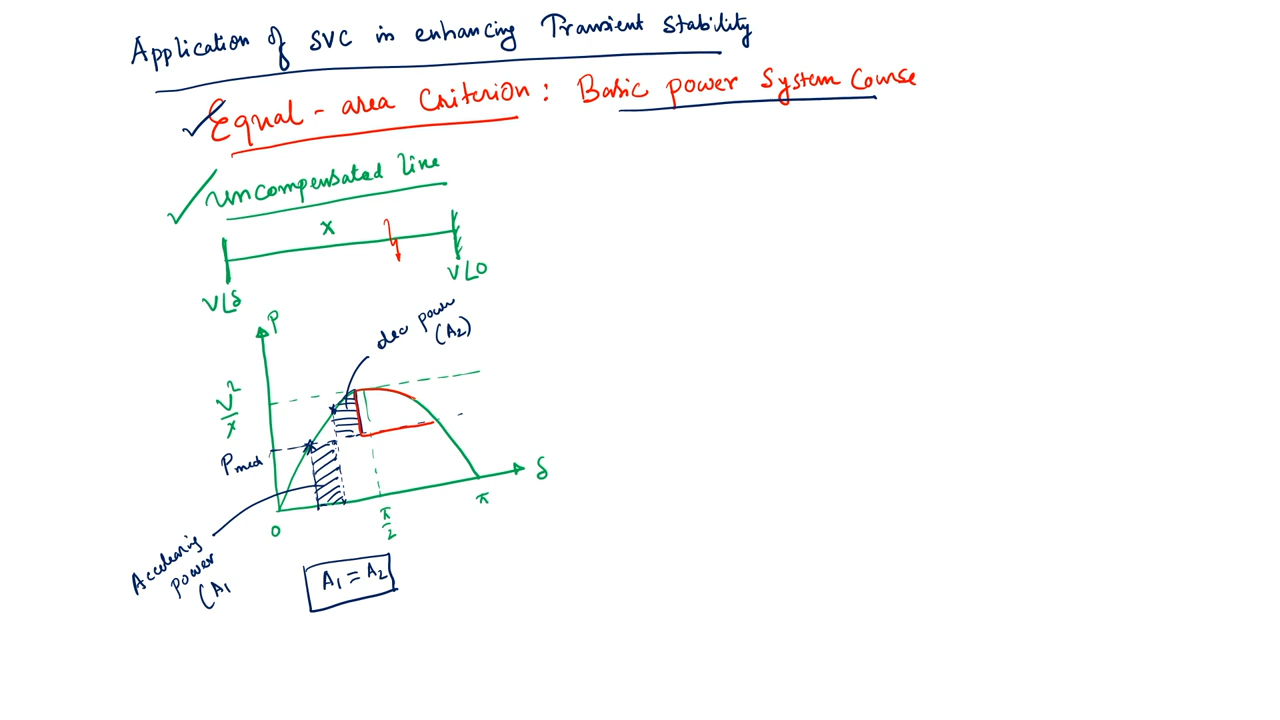 Application of SVC in enhancing Transient Stability
Equal-area Criterion: Basic power System Course
uncompensated line
X
V∠δ
V∠0
P
dec power
(A2)
V²/X
Pmech
δ
0
π/2
π
Accelearing
power
(A1
A1 = A2